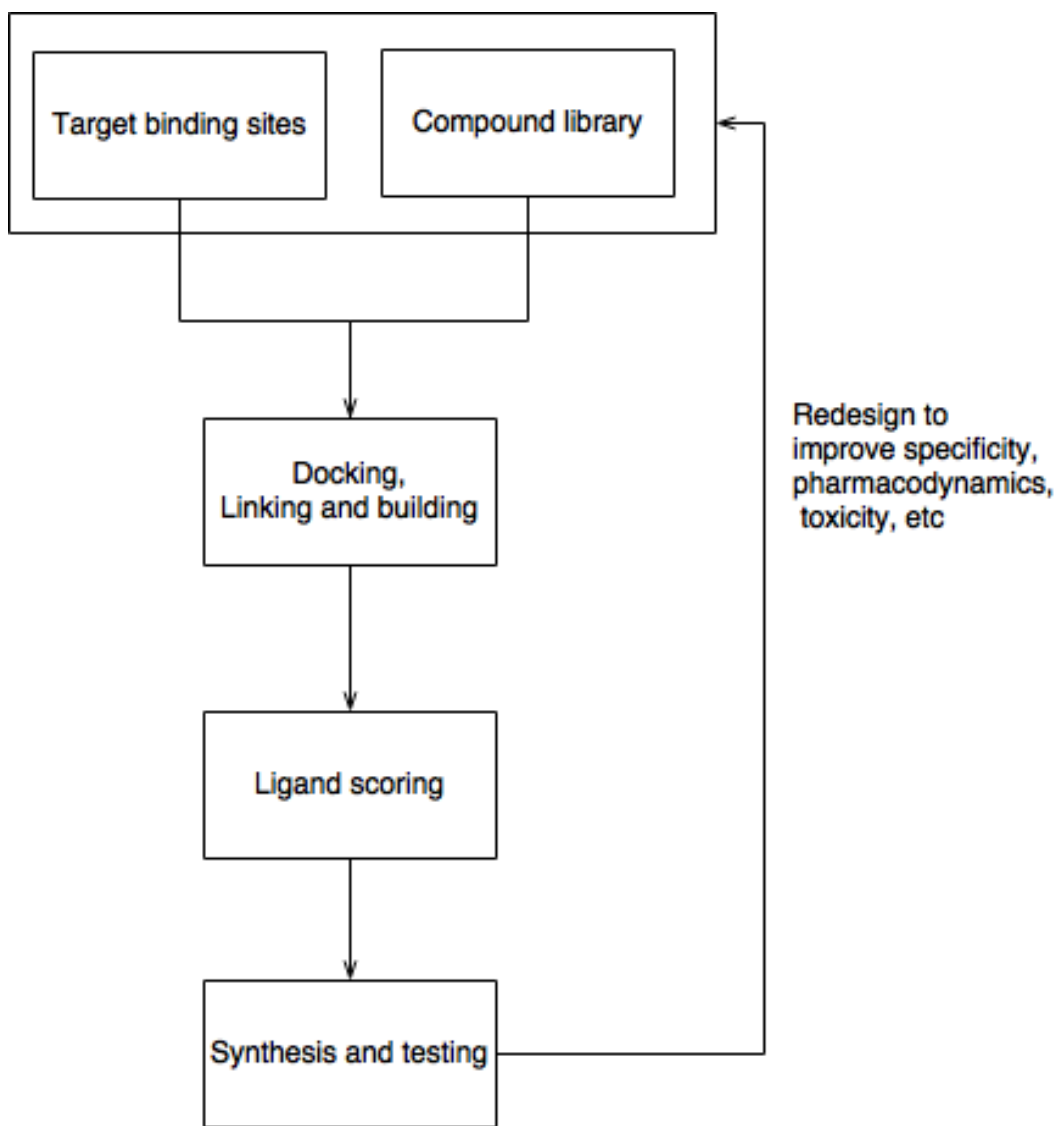 Target binding sites
Compound library
Docking,
Linking and building
Redesign to
improve specificity,
pharmacodynamics,
toxicity, etc
Ligand scoring
Synthesis and testing